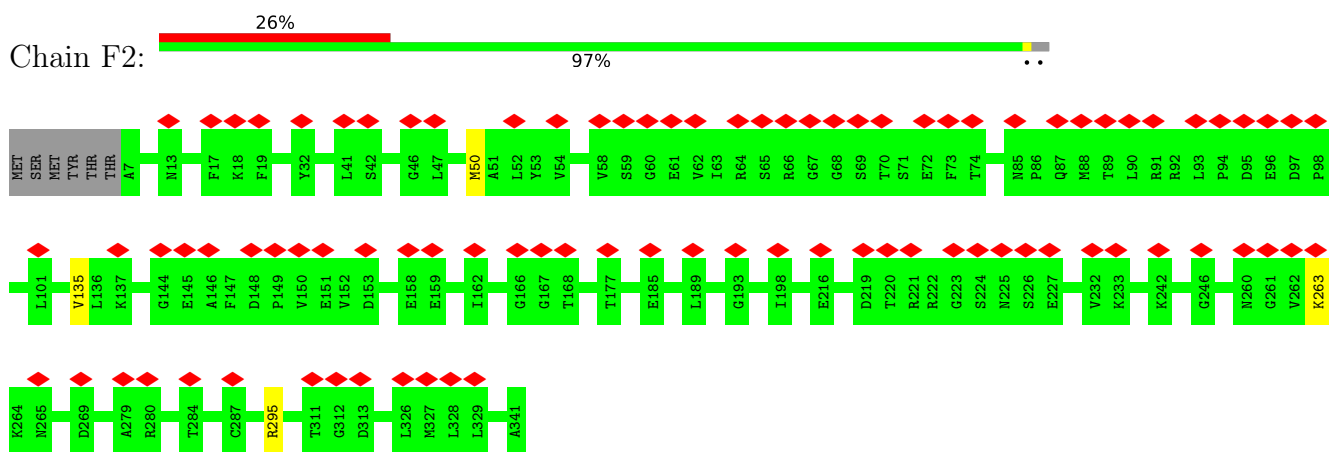 26%
Chain F2:
97%
MET SER MET TYR THR THR A7 N13 F17 K18 F19 Y32 L41 S42 G46 L47 M50 A51 L52 Y53 V54 V58 S59 G60 E61 V62 I63 R64 S65 R66 G67 G68 S69 T70 S71 E72 F73 T74 N85 P86 Q87 M88 T89 L90 R91 R92 L93 P94 D95 E96 D97 P98
L101 V135 L136 K137 G144 E145 A146 F147 D148 P149 V150 E151 V152 D153 E158 E159 I162 G166 G167 T168 T177 E185 L189 G193 I198 E216 D219 T220 R221 R222 G223 S224 N225 S226 E227 V232 K233 K242 G246 N260 G261 V262 K263
K264 N265 D269 A279 R280 T284 C287 R295 T311 G312 D313 L326 M327 L328 L329 A341